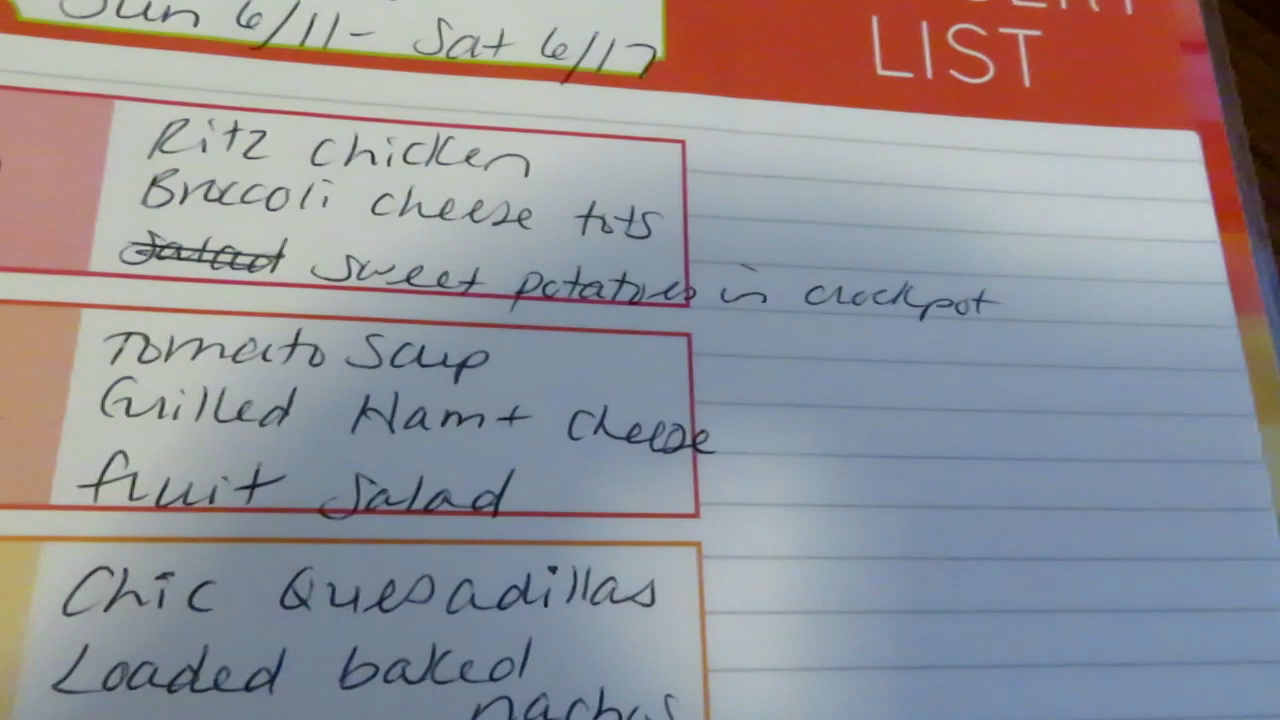 Sun 6/11 - Sat 6/17
LIST
Ritz chicken
Broccoli cheese tots
Salad sweet potatoes in crockpot
Tomato Soup
Grilled Ham + Cheese
fruit salad
Chic Quesadillas
Loaded baked
nachos